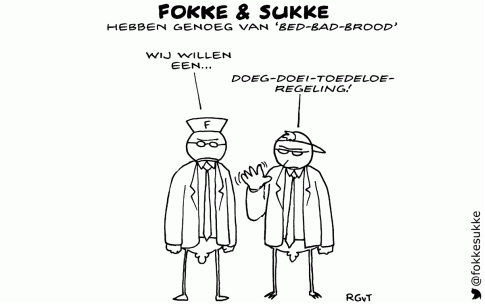 FOKKE & SUKKE
HEBBEN GENOEG VAN 'BED-BAD-BROOD'
WIJ WILLEN
EEN...
DOEG-DOEI-TOEDELOE-
REGELING!
F
RGvT
@fokkesukke